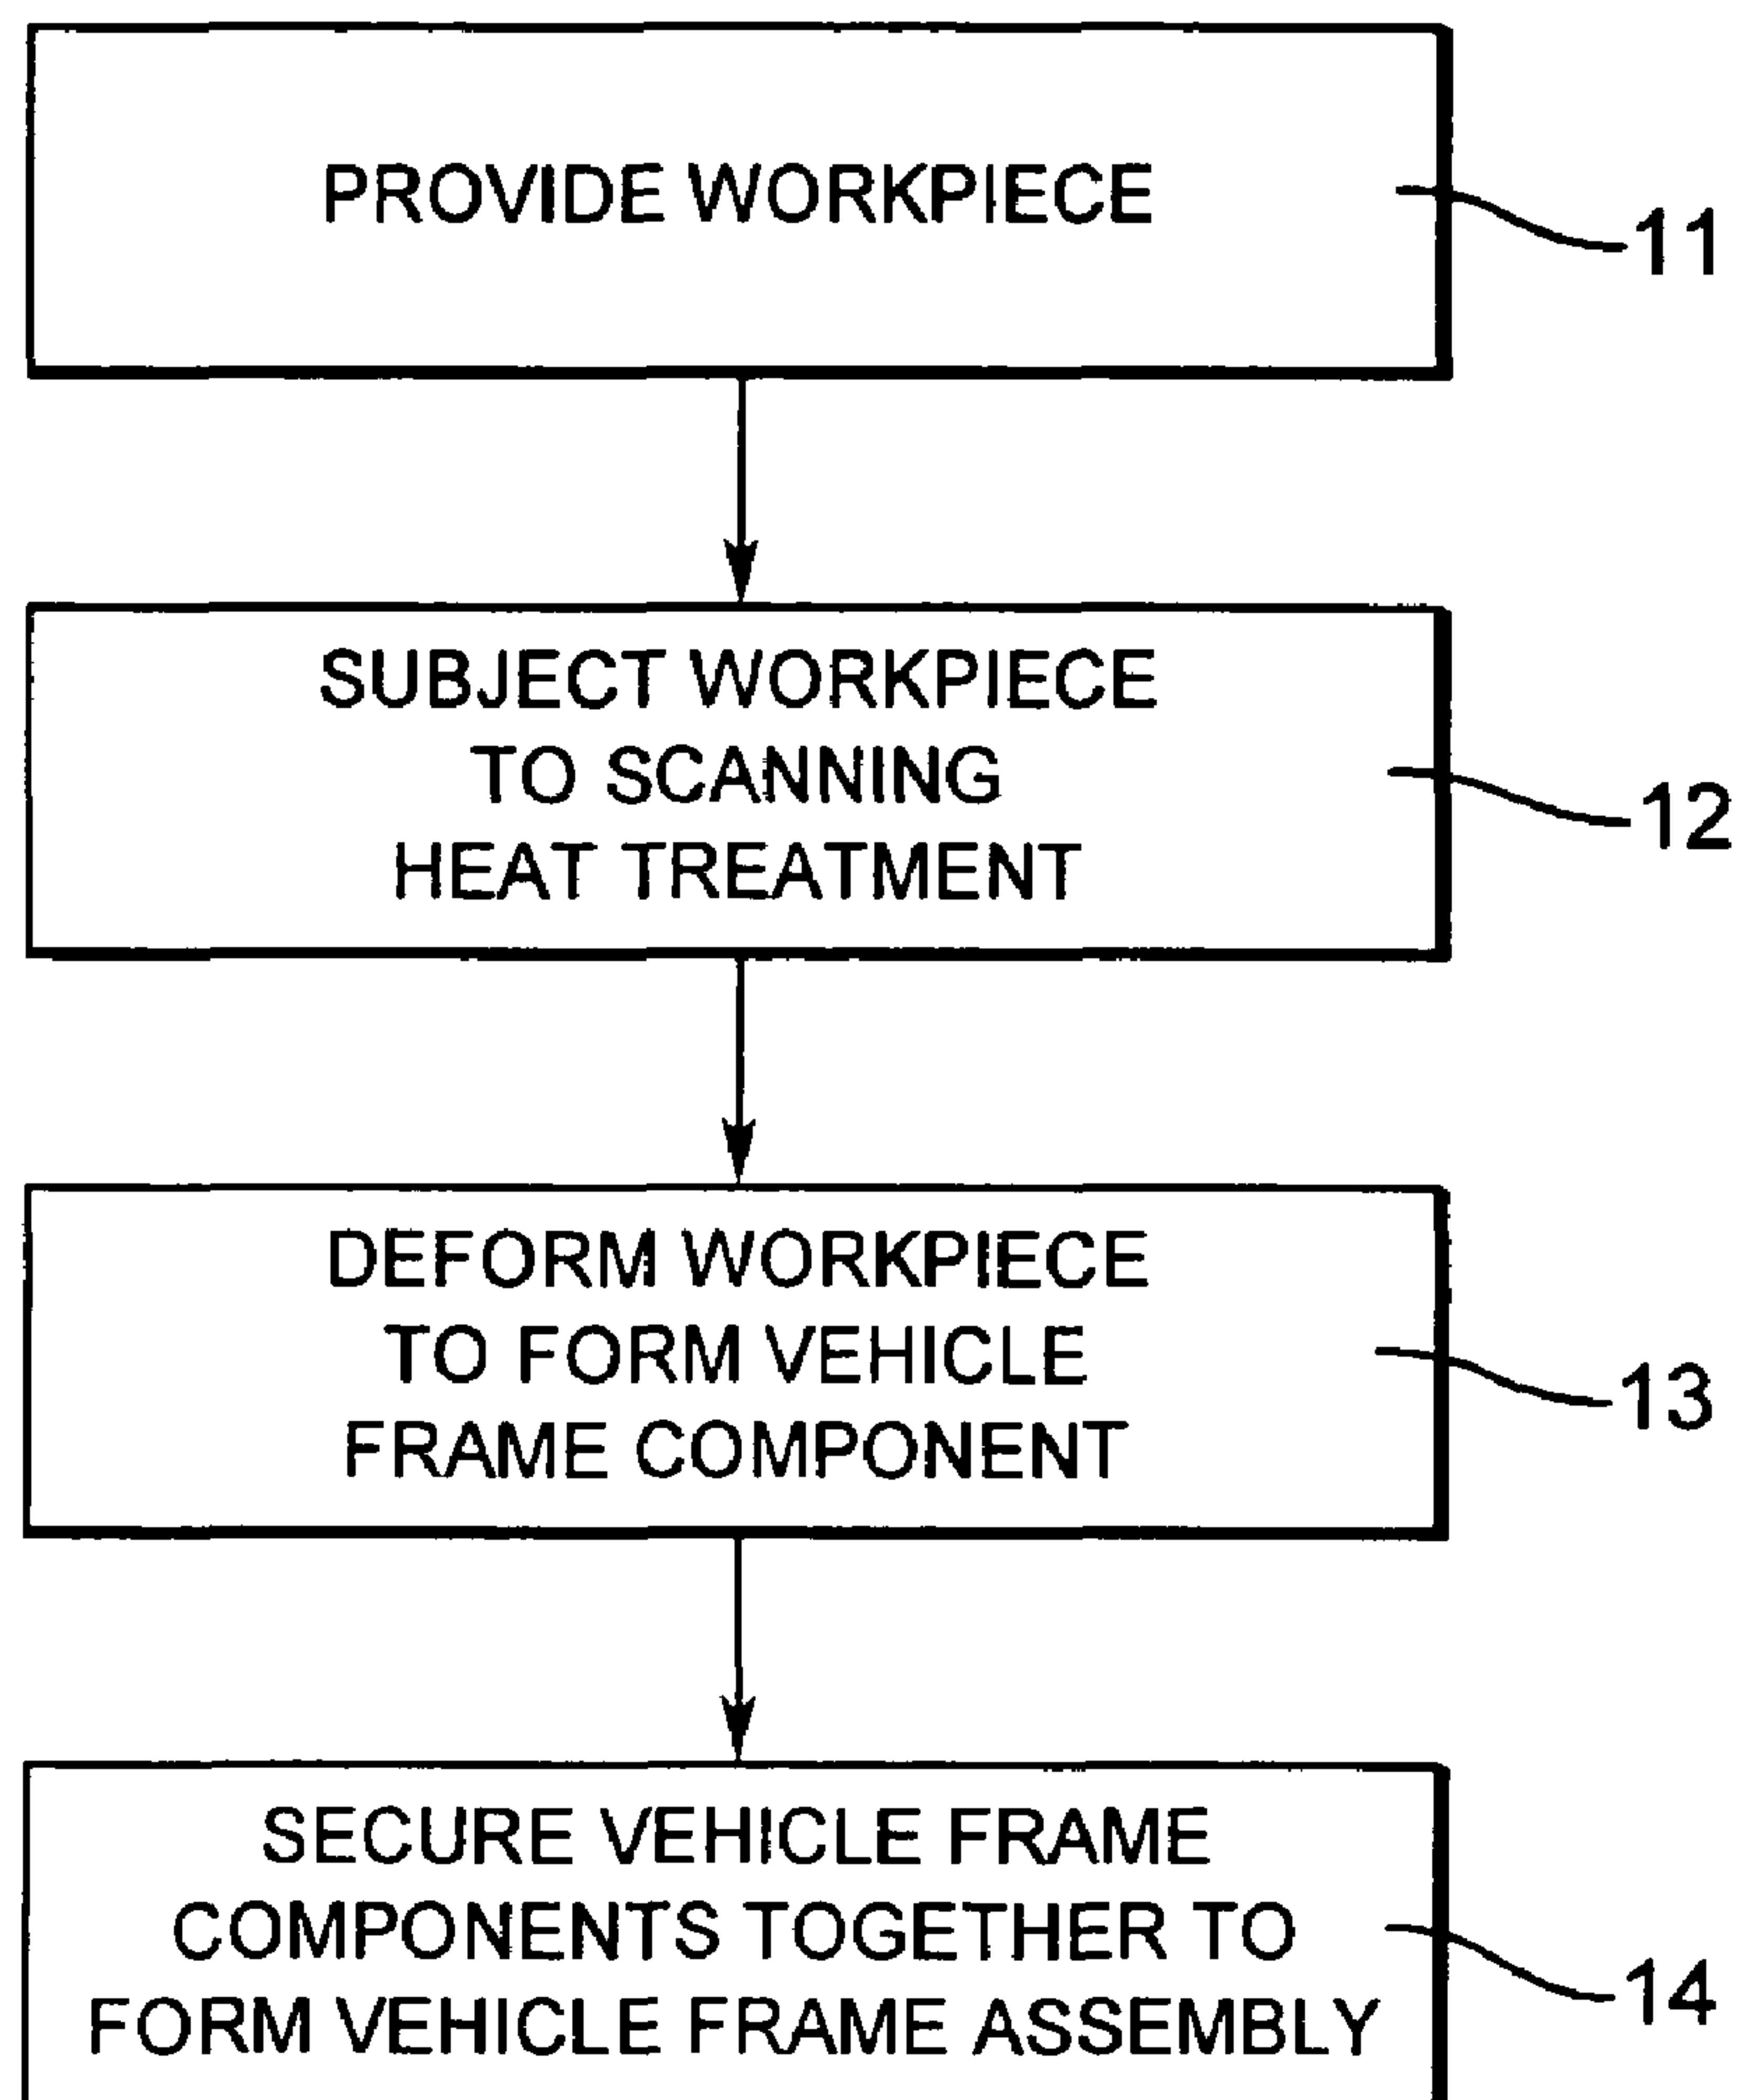 PROVIDE WORKPIECE
11
SUBJECT WORKPIECE
TO SCANNING
HEAT TREATMENT
12
DEFORM WORKPIECE
TO FORM VEHICLE
FRAME COMPONENT
13
SECURE VEHICLE FRAME
COMPONENTS TOGETHER TO
FORM VEHICLE FRAME ASSEMBLY
14